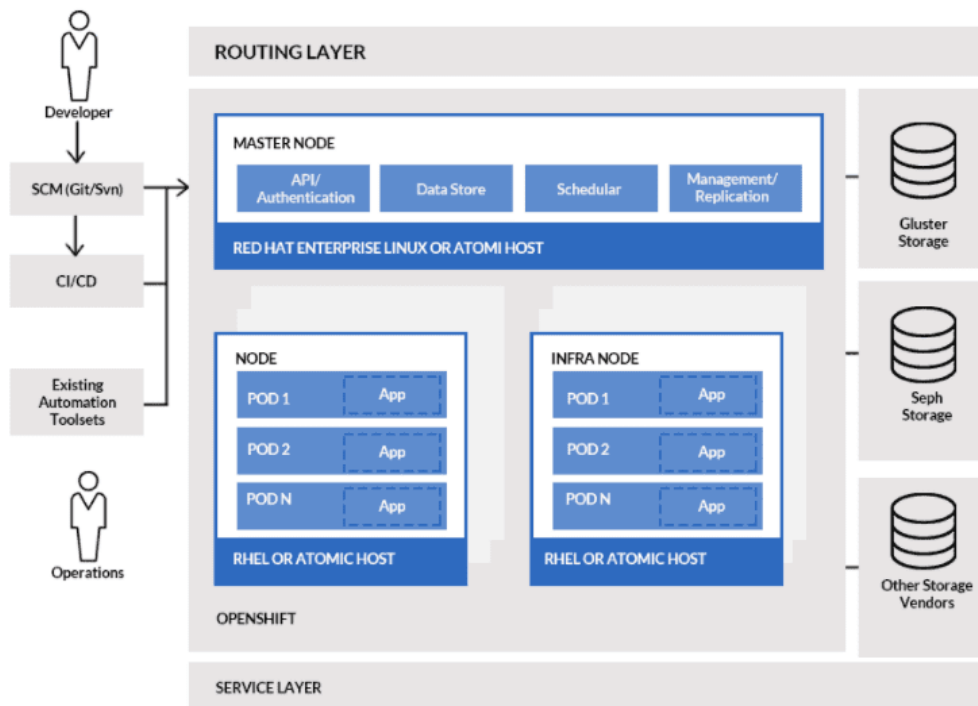 ROUTING LAYER
Developer
SCM (Git/Svn)
CI/CD
Existing
Automation
Toolsets
Operations
MASTER NODE
API/
Authentication
Data Store
Schedular
Management/
Replication
RED HAT ENTERPRISE LINUX OR ATOMI HOST
NODE
POD 1
App
POD 2
App
POD N
App
RHEL OR ATOMIC HOST
INFRA NODE
POD 1
App
POD 2
App
POD N
App
RHEL OR ATOMIC HOST
OPENSHIFT
Gluster
Storage
Seph
Storage
Other Storage
Vendors
SERVICE LAYER